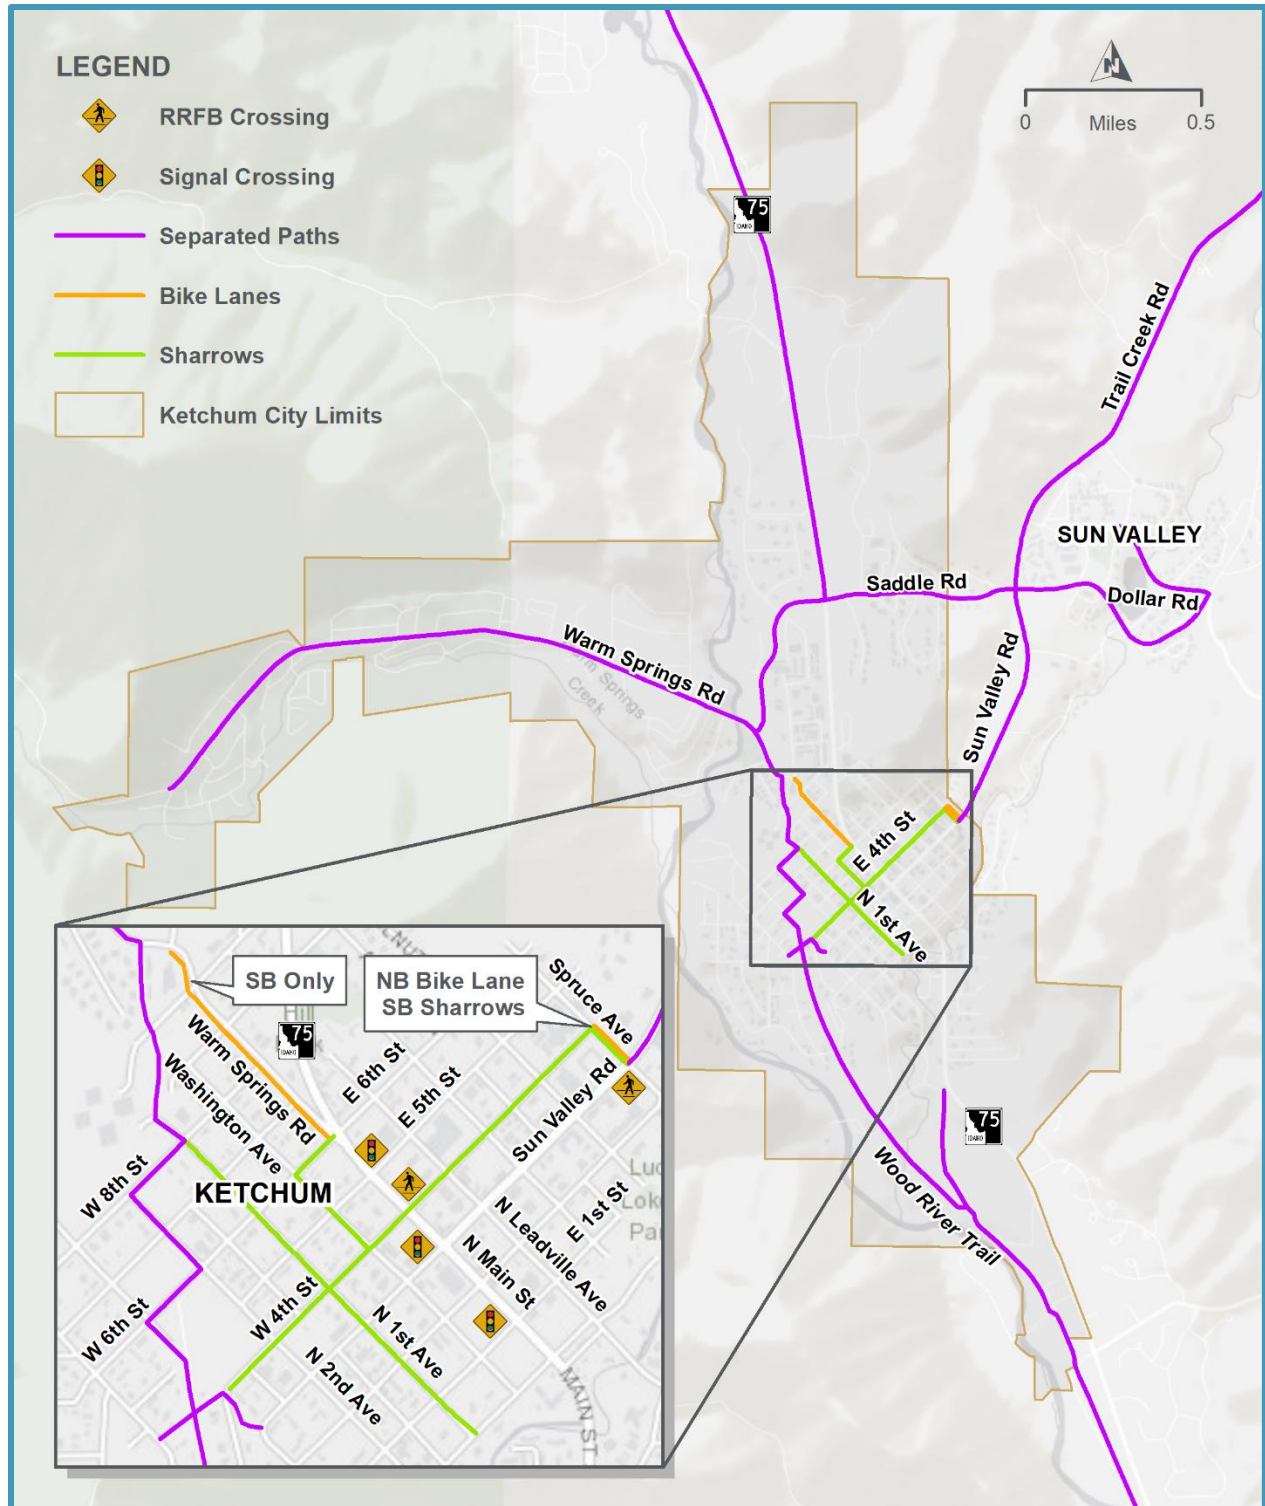 LEGEND
RRFB Crossing
Signal Crossing
Separated Paths
Bike Lanes
Sharrows
Ketchum City Limits
N
0 Miles 0.5
75
IDAHO
Trail Creek Rd
SUN VALLEY
Saddle Rd
Dollar Rd
Warm Springs Rd
Springs
Creek
Sun Valley Rd
E 4th St
N 1st Ave
75
IDAHO
Wood River Trail
SB Only
NB Bike Lane
SB Sharrows
Spruce Ave
Hill
75
IDAHO
Warm Springs Rd
Washington Ave
E 6th St
E 5th St
Sun Valley Rd
W 8th St
KETCHUM
N Leadville Ave
E 1st St
N Main St
W 4th St
W 6th St
N 1st Ave
N 2nd Ave
MAIN ST